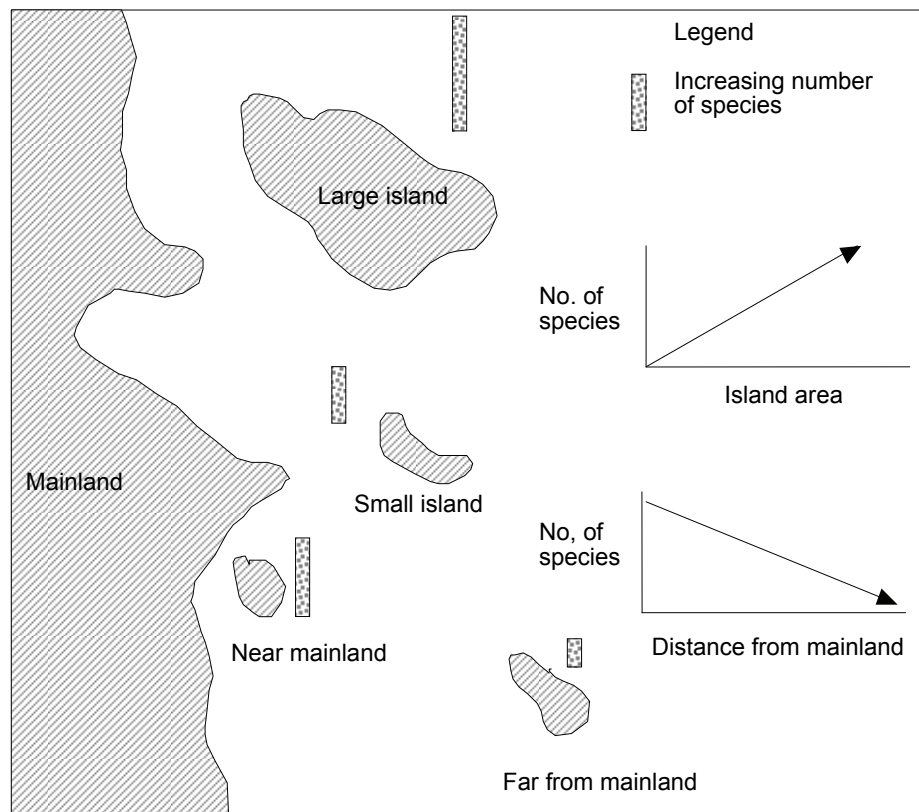 Legend
Increasing number
of species
Large island
No. of
species
Island area
Mainland
Small island
No, of
species
Near mainland
Distance from mainland
Far from mainland